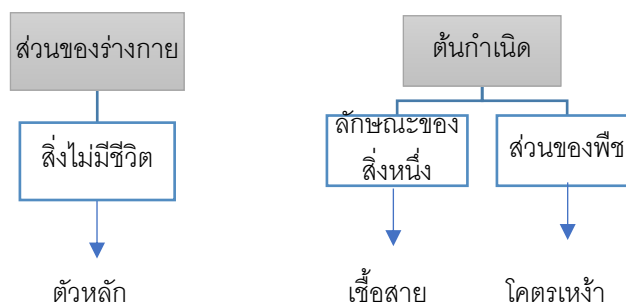 ส่วนของร่างกาย
ต้นกำเนิด
สิ่งไม่มีชีวิต
ลักษณะของ
สิ่งหนึ่ง
ส่วนของพืช
ตัวหลัก
เชื้อสาย
โคตรเหง้า